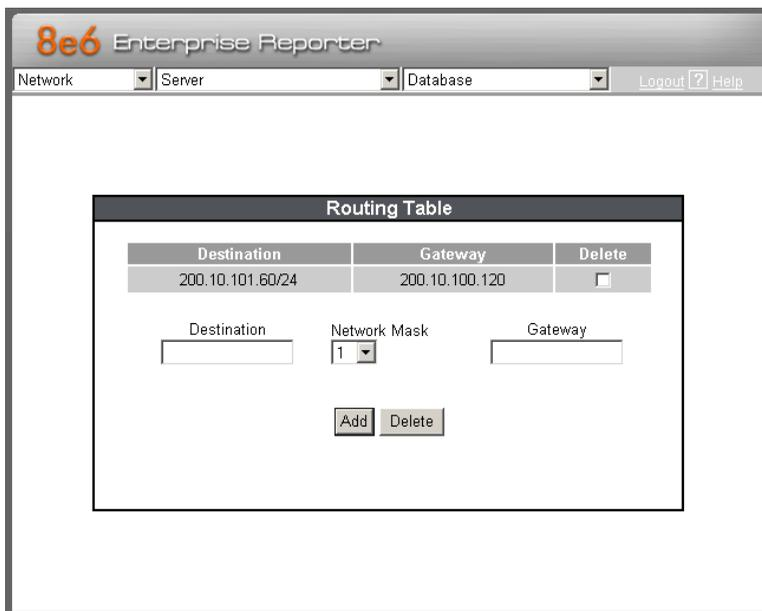 8e6 Enterprise Reporter
Network Server Database Logout ? Help
Routing Table
Destination Gateway Delete
200.10.101.60/24 200.10.100.120
Destination Network Mask Gateway
1
Add Delete